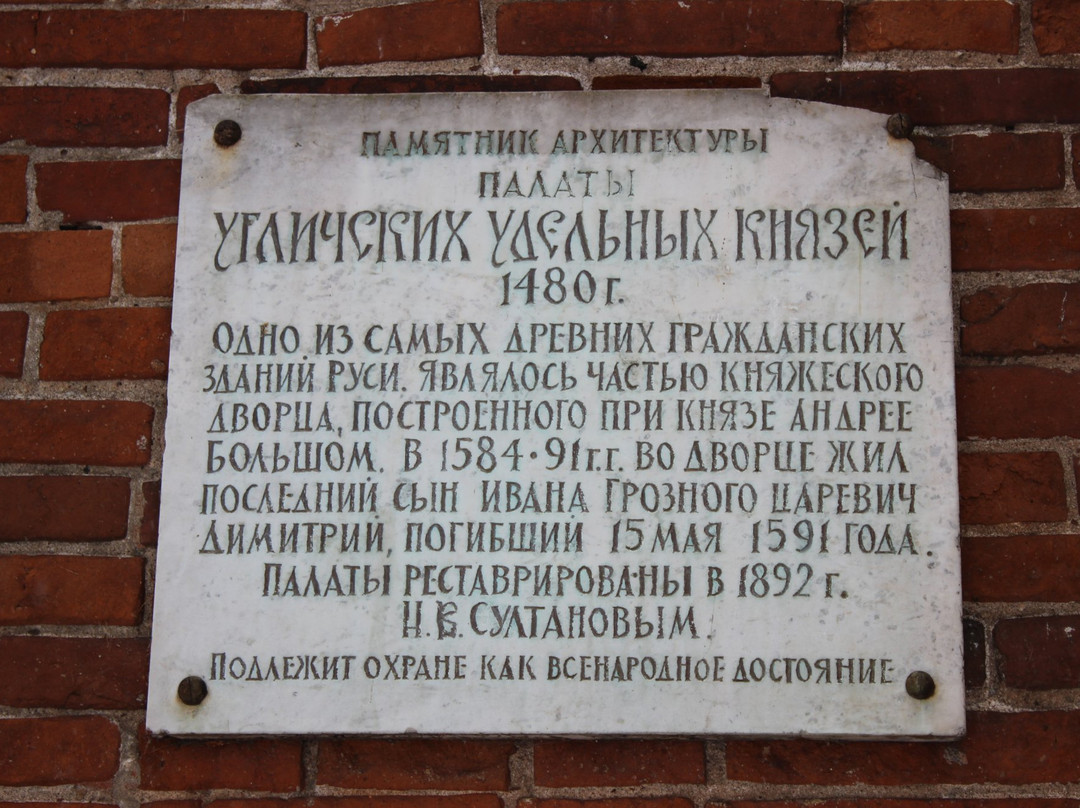 ПАМЯТНИК АРХИТЕКТУРЫ
ПАЛАТЫ
УГЛИЧСКИХ УДЕЛЬНЫХ КНЯЗЕЙ
1480 г.
ОДНО ИЗ САМЫХ ДРЕВНИХ ГРАЖДАНСКИХ
ЗДАНИЙ РУСИ. ЯВЛЯЛОСЬ ЧАСТЬЮ КНЯЖЕСКОГО
ДВОРЦА, ПОСТРОЕННОГО ПРИ КНЯЗЕ АНДРЕЕ
БОЛЬШОМ. В 1584·91 г.г. ВО ДВОРЦЕ ЖИЛ
ПОСЛЕДНИЙ СЫН ИВАНА ГРОЗНОГО ЦАРЕВИЧ
ДИМИТРИЙ, ПОГИБШИЙ 15 МАЯ 1591 ГОДА.
ПАЛАТЫ РЕСТАВРИРОВАНЫ В 1892 г.
Н.В. СУЛТАНОВЫМ.
ПОДЛЕЖИТ ОХРАНЕ КАК ВСЕНАРОДНОЕ ДОСТОЯНИЕ